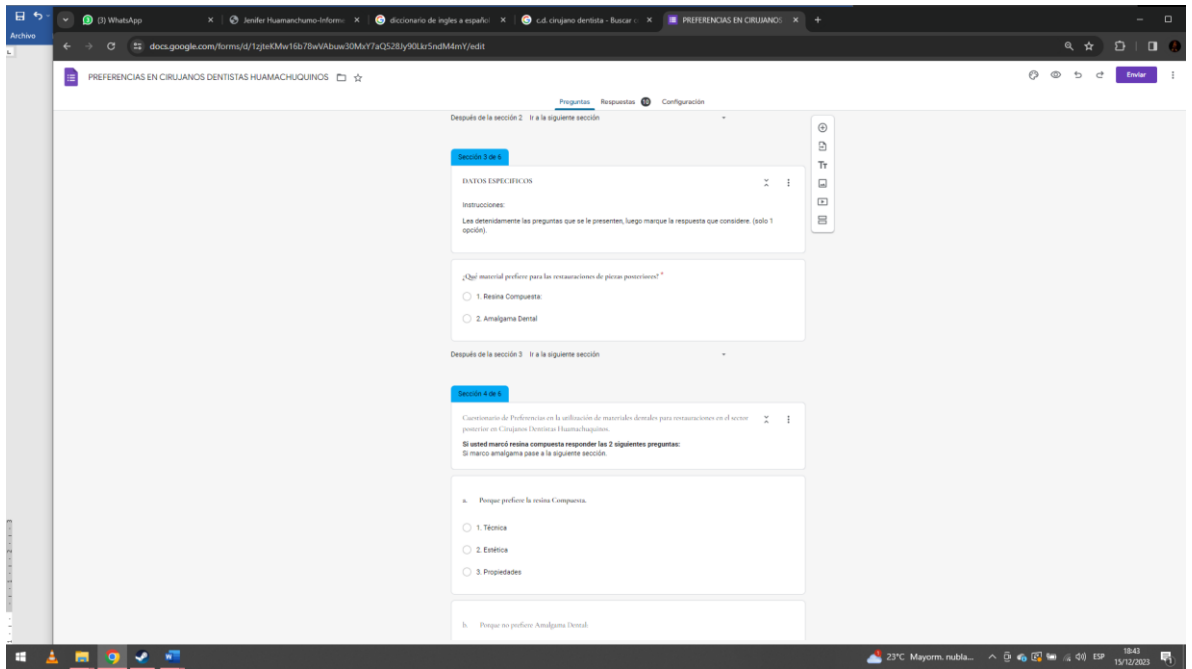 Archivo
(3) WhatsApp
Jenifer Huamanchumo-Informe
diccionario de ingles a español
c.d. cirujano dentista - Buscar c
PREFERENCIAS EN CIRUJANOS
docs.google.com/forms/d/1zjteKMw16b78wVAbuw30MxY7aQS28Jy90Lkr5ndM4mY/edit
PREFERENCIAS EN CIRUJANOS DENTISTAS HUAMACHUQUINOS
Enviar
Preguntas Respuestas 10 Configuración
Después de la sección 2 Ir a la siguiente sección
Sección 3 de 6
DATOS ESPECIFICOS
Instrucciones:
Lea detenidamente las preguntas que se le presenten, luego marque la respuesta que considere. (solo 1
opción).
¿Qué material prefiere para las restauraciones de piezas posteriores? *
1. Resina Compuesta:
2. Amalgama Dental
Después de la sección 3 Ir a la siguiente sección
Sección 4 de 6
Cuestionario de Preferencias en la utilización de materiales dentales para restauraciones en el sector
posterior en Cirujanos Dentistas Huamachuquinos.
Si usted marcó resina compuesta responder las 2 siguientes preguntas:
Si marco amalgama pase a la siguiente sección.
a. Porque prefiere la resina Compuesta.
1. Técnica
2. Estética
3. Propiedades
b. Porque no prefiere Amalgama Dental:
23°C Mayorm. nubla... ESP
18:43
15/12/2023